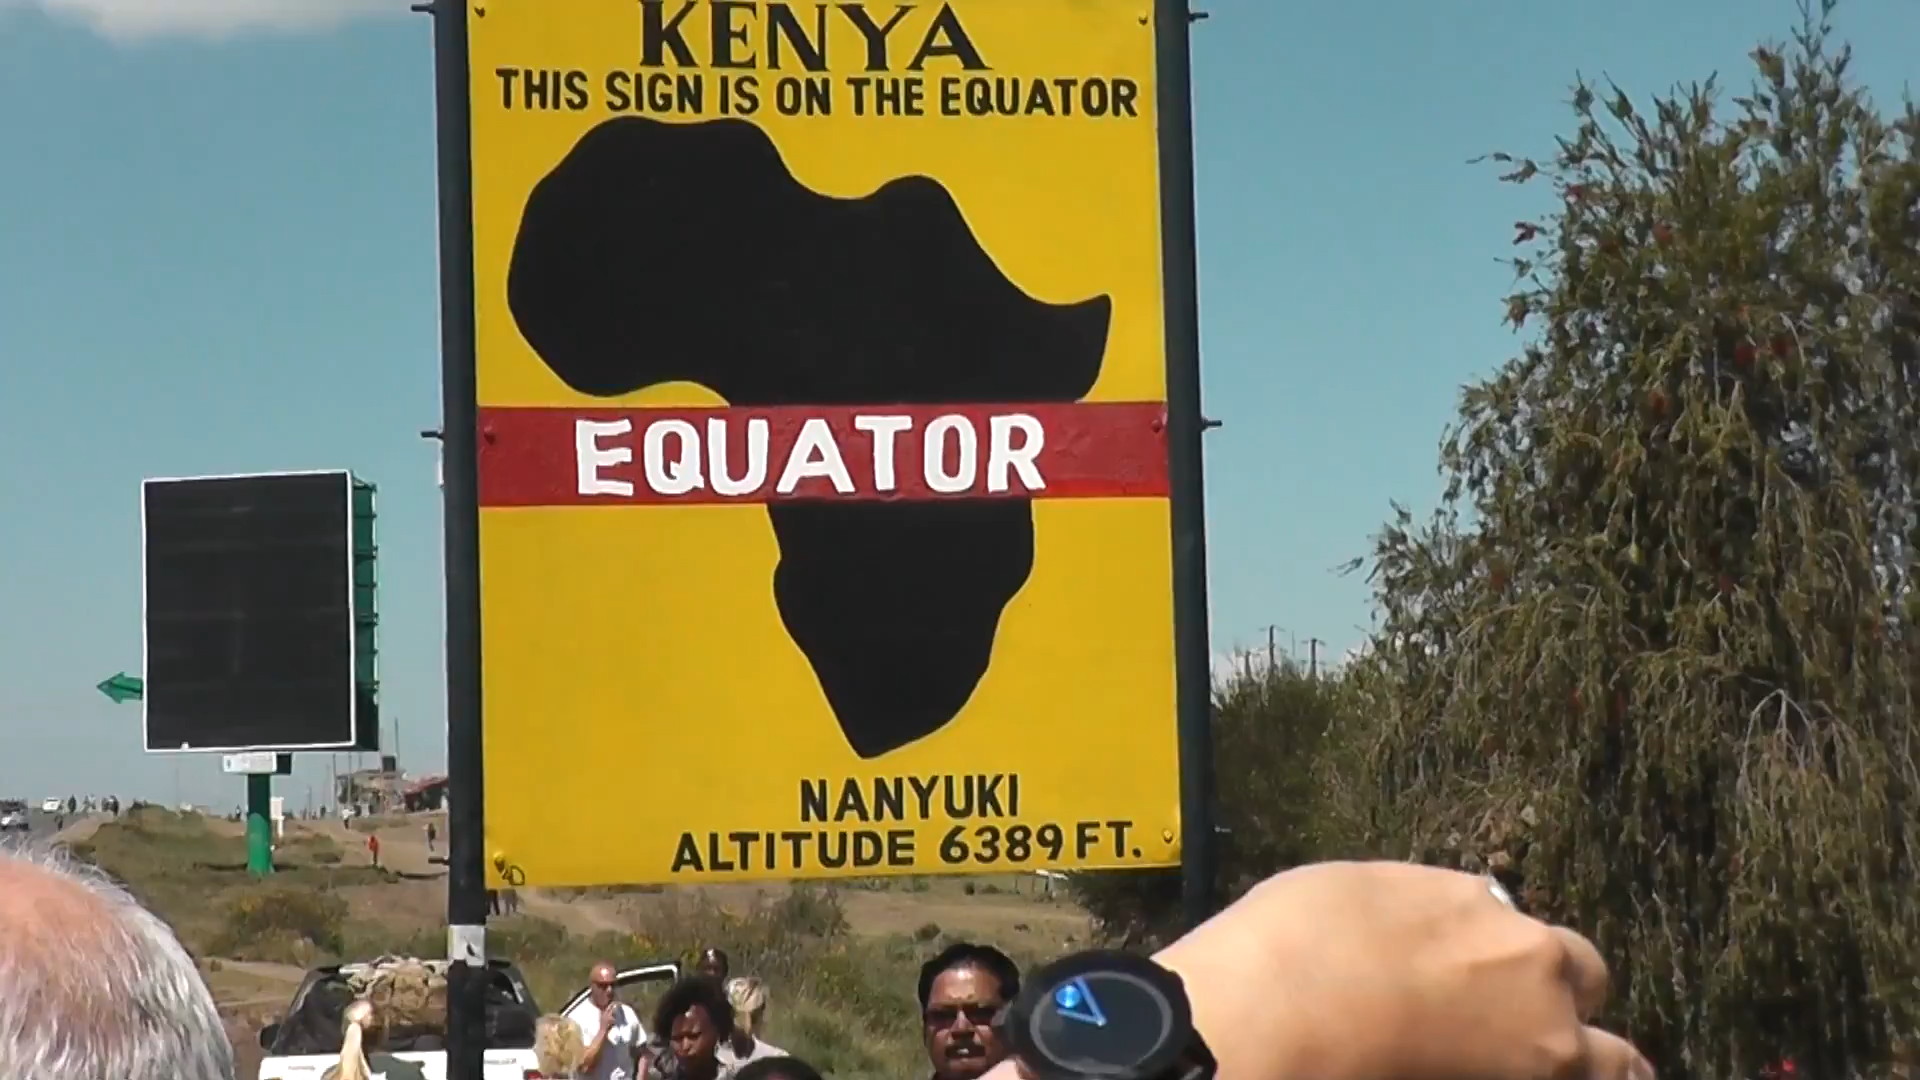 KENYA
THIS SIGN IS ON THE EQUATOR
EQUATOR
NANYUKI
ALTITUDE 6389 FT.